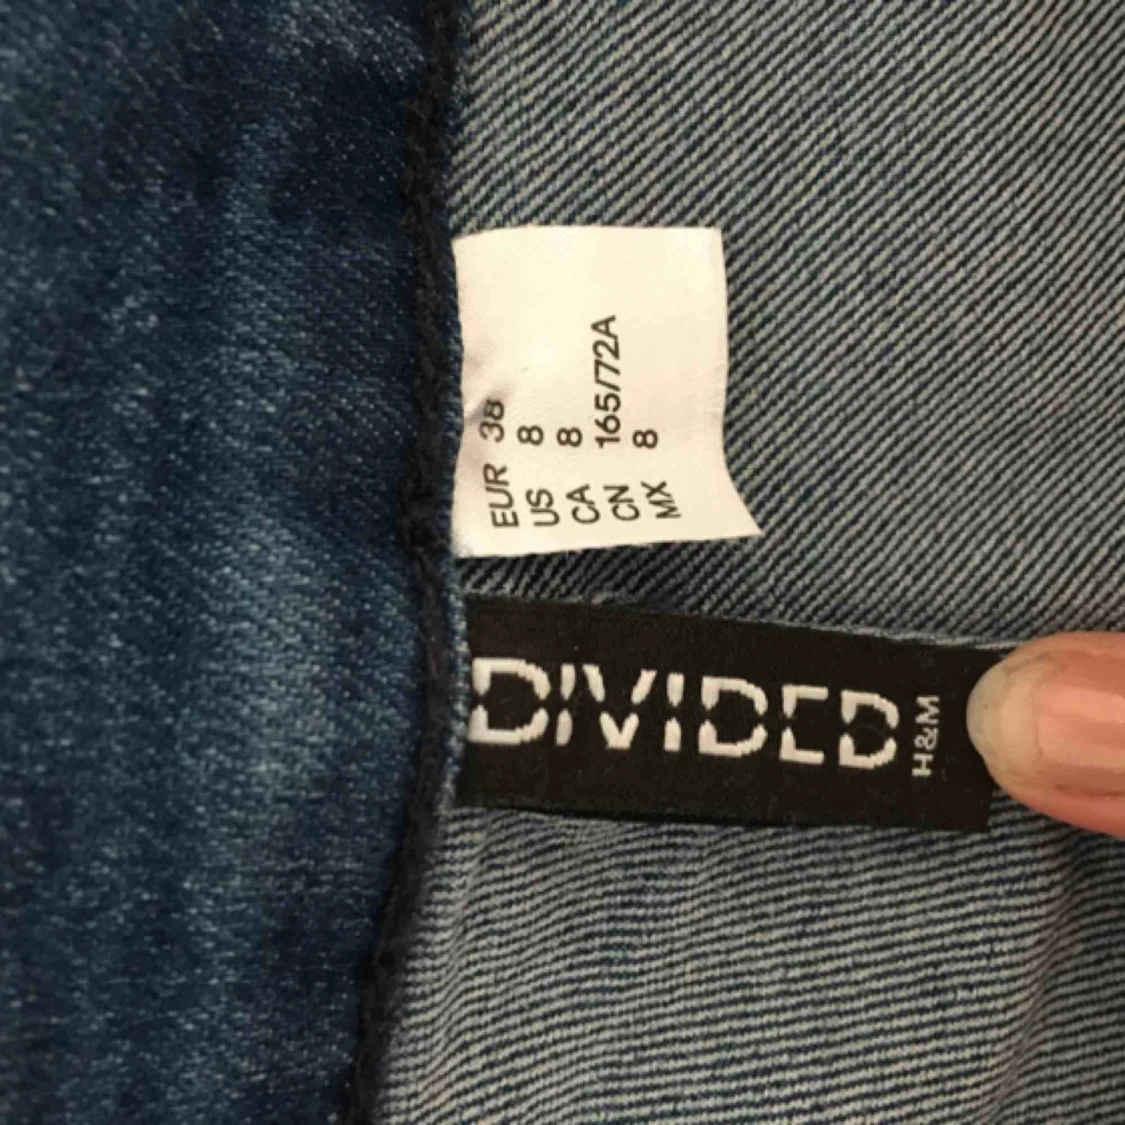 EUR 38
US 8
CA 8
CN 165/72A
MX 8
DIVIDED
H&M